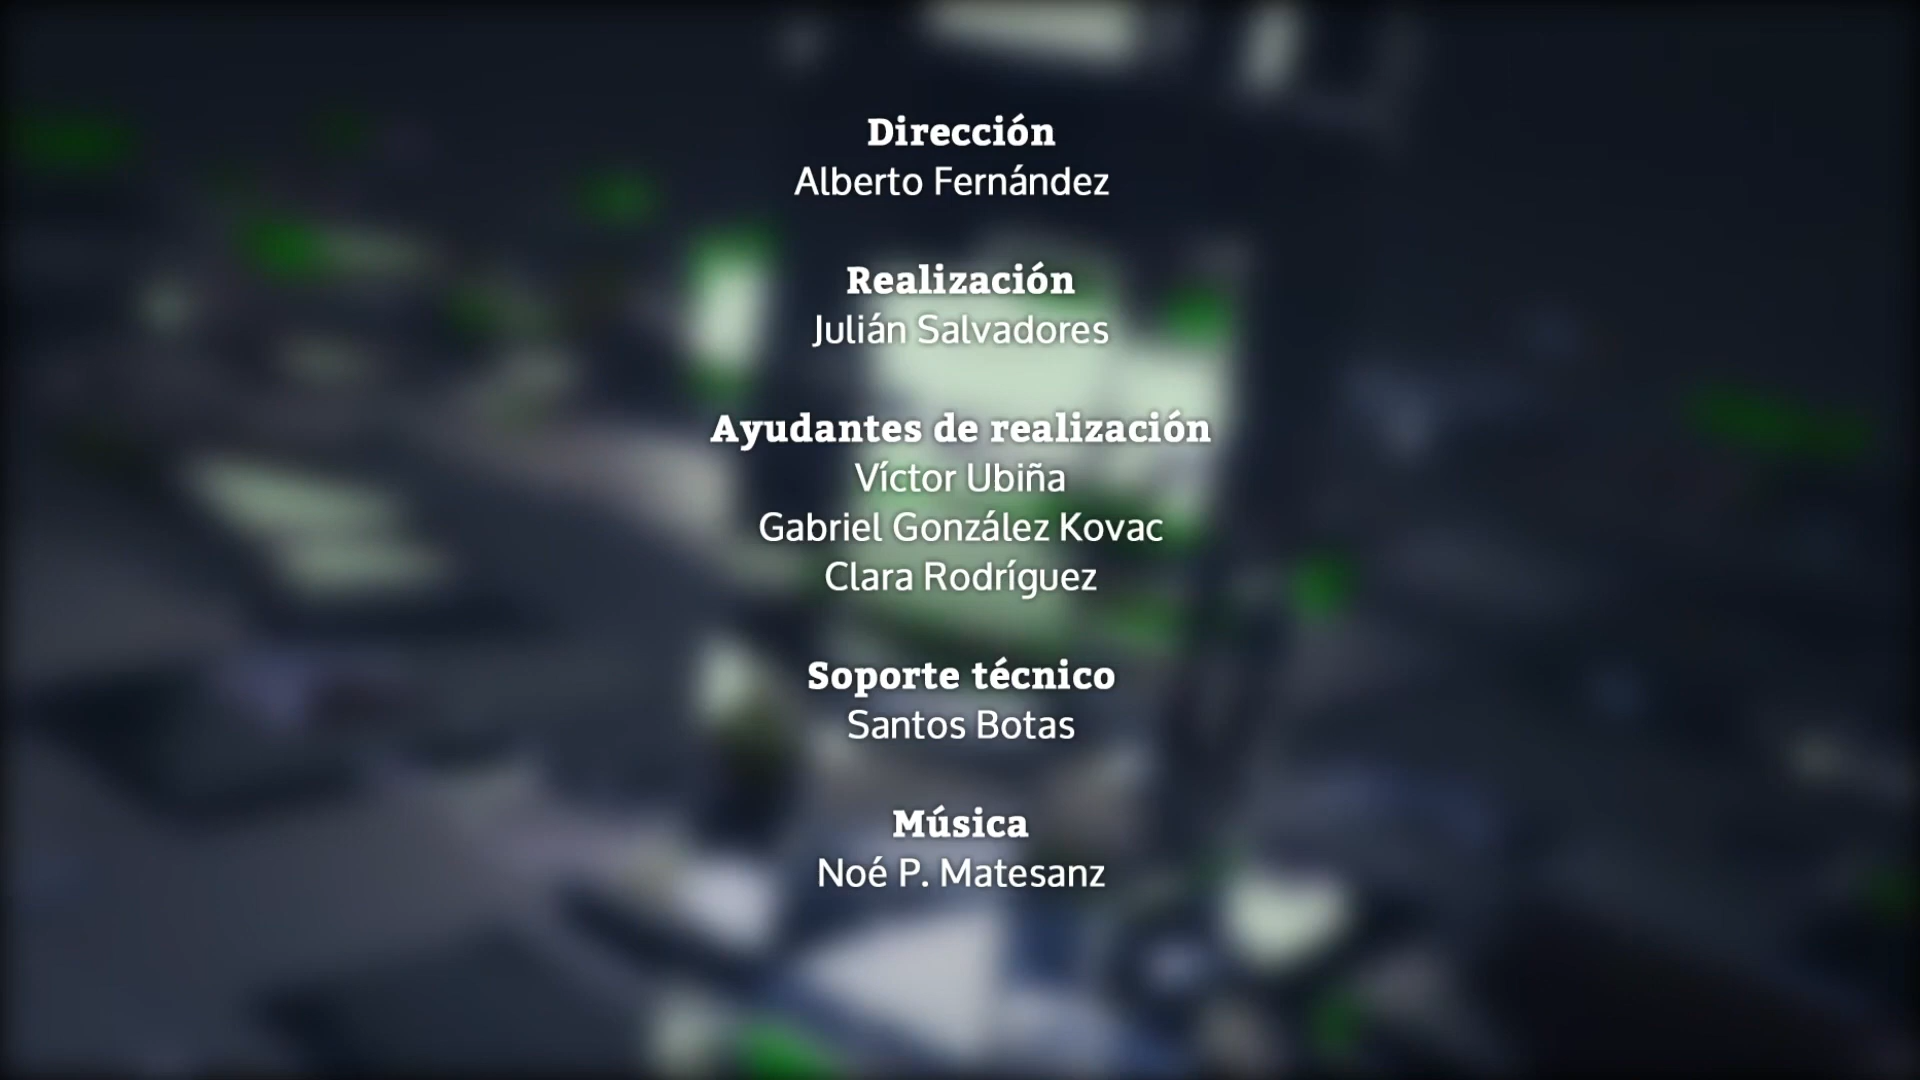 Dirección
Alberto Fernández
Realización
Julián Salvadores
Ayudantes de realización
Víctor Ubiña
Gabriel González Kovac
Clara Rodríguez
Soporte técnico
Santos Botas
Música
Noé P. Matesanz